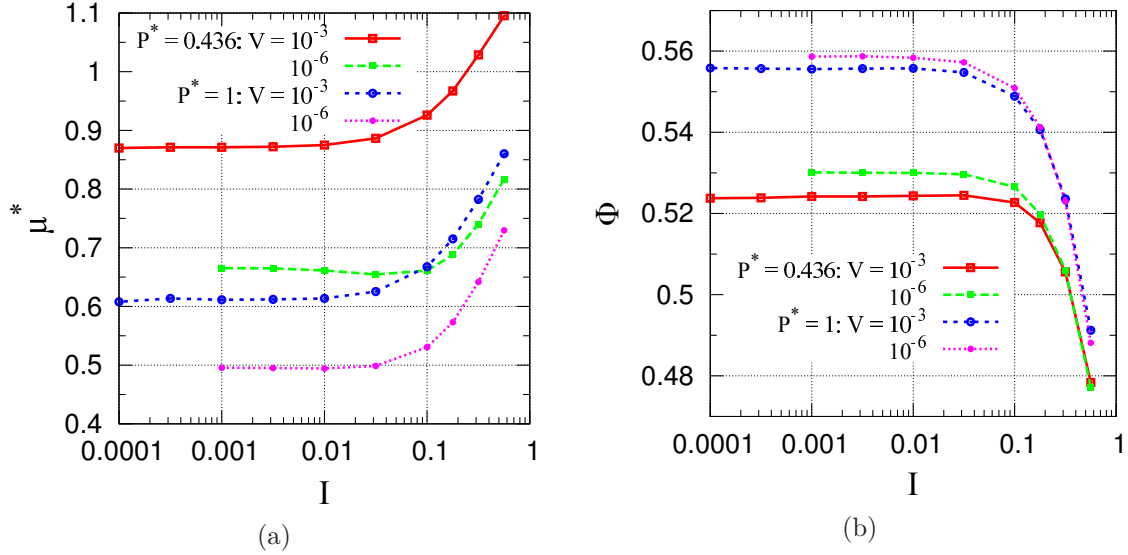 1.1
1
0.9
0.8
0.7
0.6
0.5
0.4
μ*
P* = 0.436: V = 10-3
10-6
P* = 1: V = 10-3
10-6
0.0001 0.001 0.01 0.1 1
I
(a)
0.56
0.54
0.52
0.5
0.48
Φ
P* = 0.436: V = 10-3
10-6
P* = 1: V = 10-3
10-6
0.0001 0.001 0.01 0.1 1
I
(b)